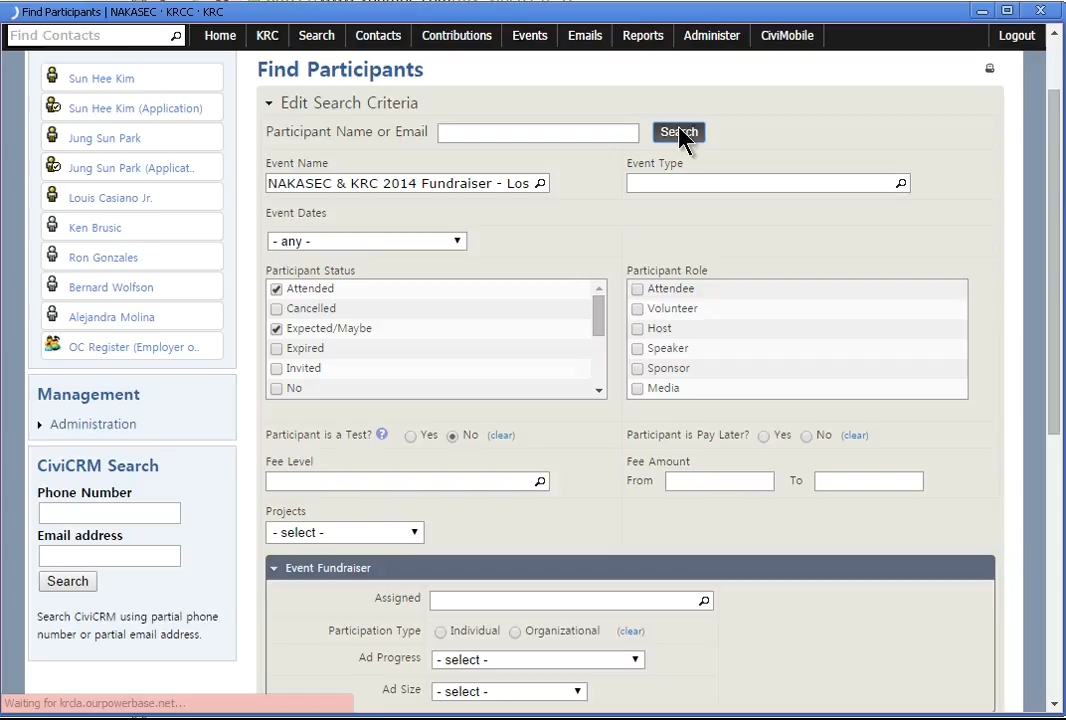 Find Participants | NAKASEC · KRCC · KRC
Find Contacts
Home KRC Search Contacts Contributions Events Emails Reports Administer CiviMobile Logout
Sun Hee Kim
Sun Hee Kim (Application)
Jung Sun Park
Jung Sun Park (Applicat..
Louis Casiano Jr.
Ken Brusic
Ron Gonzales
Bernard Wolfson
Alejandra Molina
OC Register (Employer o..
Management
Administration
CiviCRM Search
Phone Number
Email address
Search
Search CiviCRM using partial phone
number or partial email address.
Find Participants
Edit Search Criteria
Participant Name or Email Search
Event Name Event Type
NAKASEC & KRC 2014 Fundraiser - Los
Event Dates
- any -
Participant Status Participant Role
Attended Attendee
Cancelled Volunteer
Expected/Maybe Host
Expired Speaker
Invited Sponsor
No Media
Participant is a Test? ? Yes No (clear) Participant is Pay Later? Yes No (clear)
Fee Level Fee Amount
From To
Projects
- select -
Event Fundraiser
Assigned
Participation Type Individual Organizational (clear)
Ad Progress - select -
Ad Size - select -
Waiting for krcla.ourpowerbase.net...